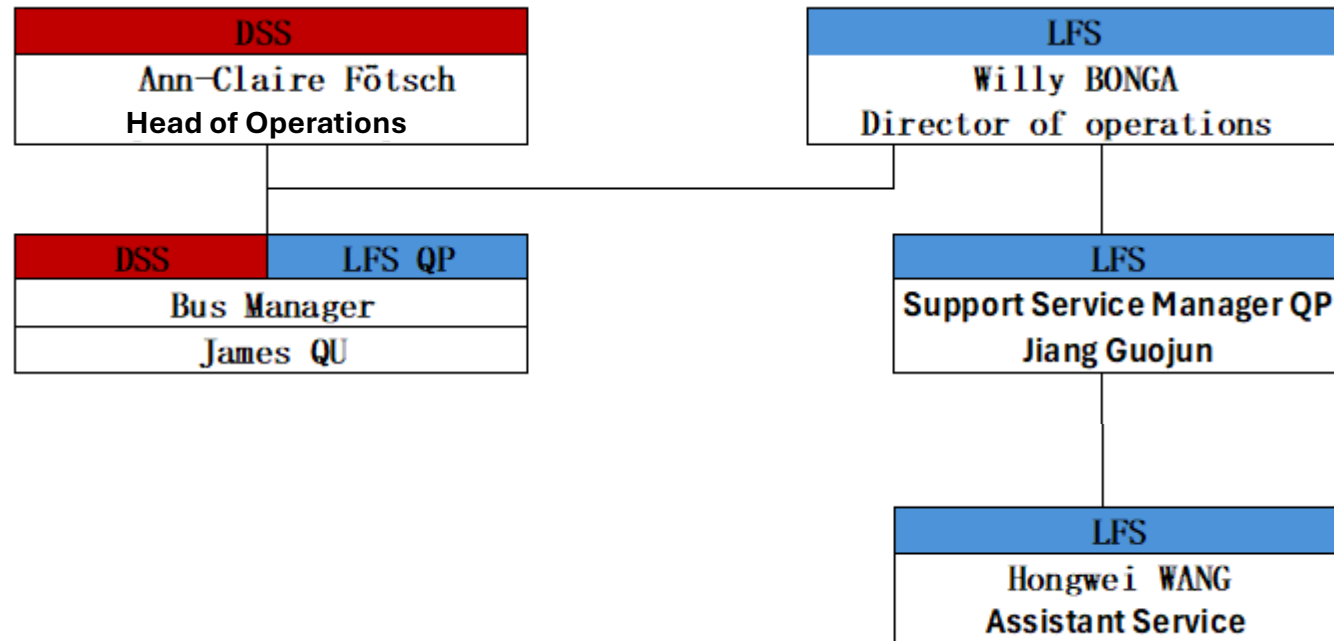 DSS
Ann-Claire Fötsch
Head of Operations
LFS
Willy BONGA
Director of operations
DSS
LFS QP
Bus Manager
James QU
LFS
Support Service Manager QP
Jiang Guojun
LFS
Hongwei WANG
Assistant Service